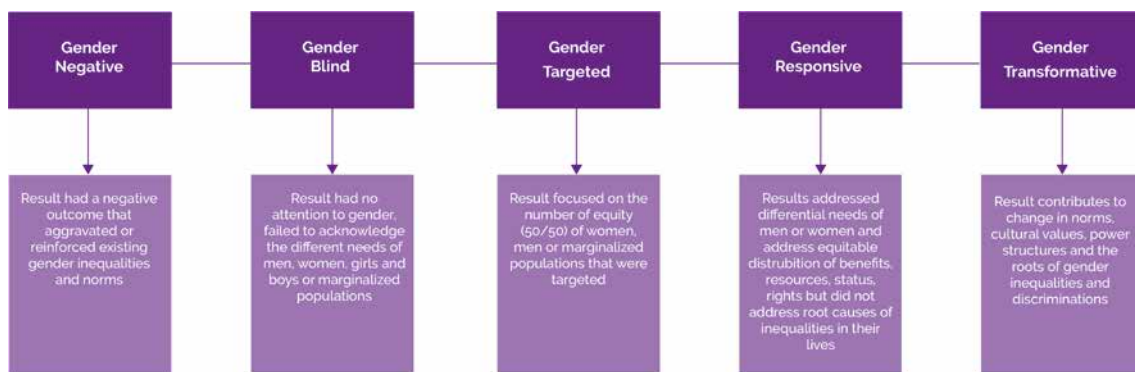 Gender
Negative
Gender
Blind
Gender
Targeted
Gender
Responsive
Gender
Transformative
Result had a negative
outcome that
aggravated or
reinforced existing
gender inequalities
and norms
Result had no
attention to gender,
failed to acknowledge
the different needs of
men, women, girls and
boys or marginalized
populations
Result focused on the
number of equity
(50/50) of women,
men or marginalized
populations that were
targeted
Results addressed
differential needs of
men or women and
address equitable
distrubition of benefits,
resources, status,
rights but did not
address root causes of
inequalities in their
lives
Result contributes to
change in norms,
cultural values, power
structures and the
roots of gender
inequalities and
discriminations